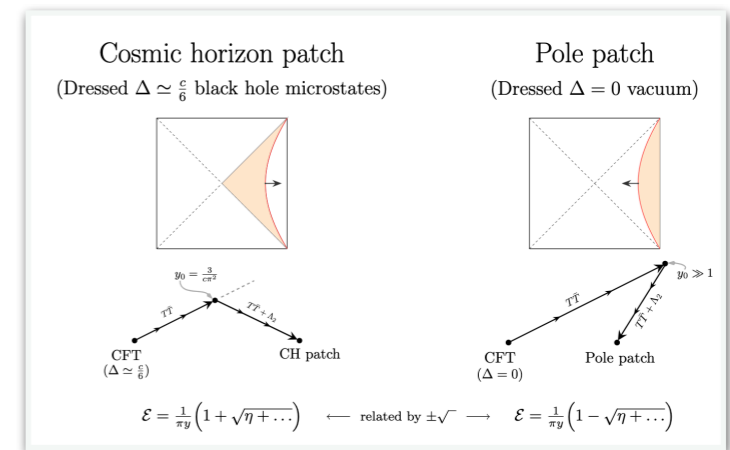 Cosmic horizon patch
(Dressed Δ ≃ c/6 black hole microstates)
y₀ = 3/(cπ²)
TT̄
TT̄ + Λ₂
CFT
(Δ ≃ c/6)
CH patch
Pole patch
(Dressed Δ = 0 vacuum)
y₀ ≫ 1
TT̄
TT̄ + Λ₂
CFT
(Δ = 0)
Pole patch
ℰ = 1/(πy) (1 + √(η + …)) ⟵ related by ±√ ⟶ ℰ = 1/(πy) (1 − √(η + …))